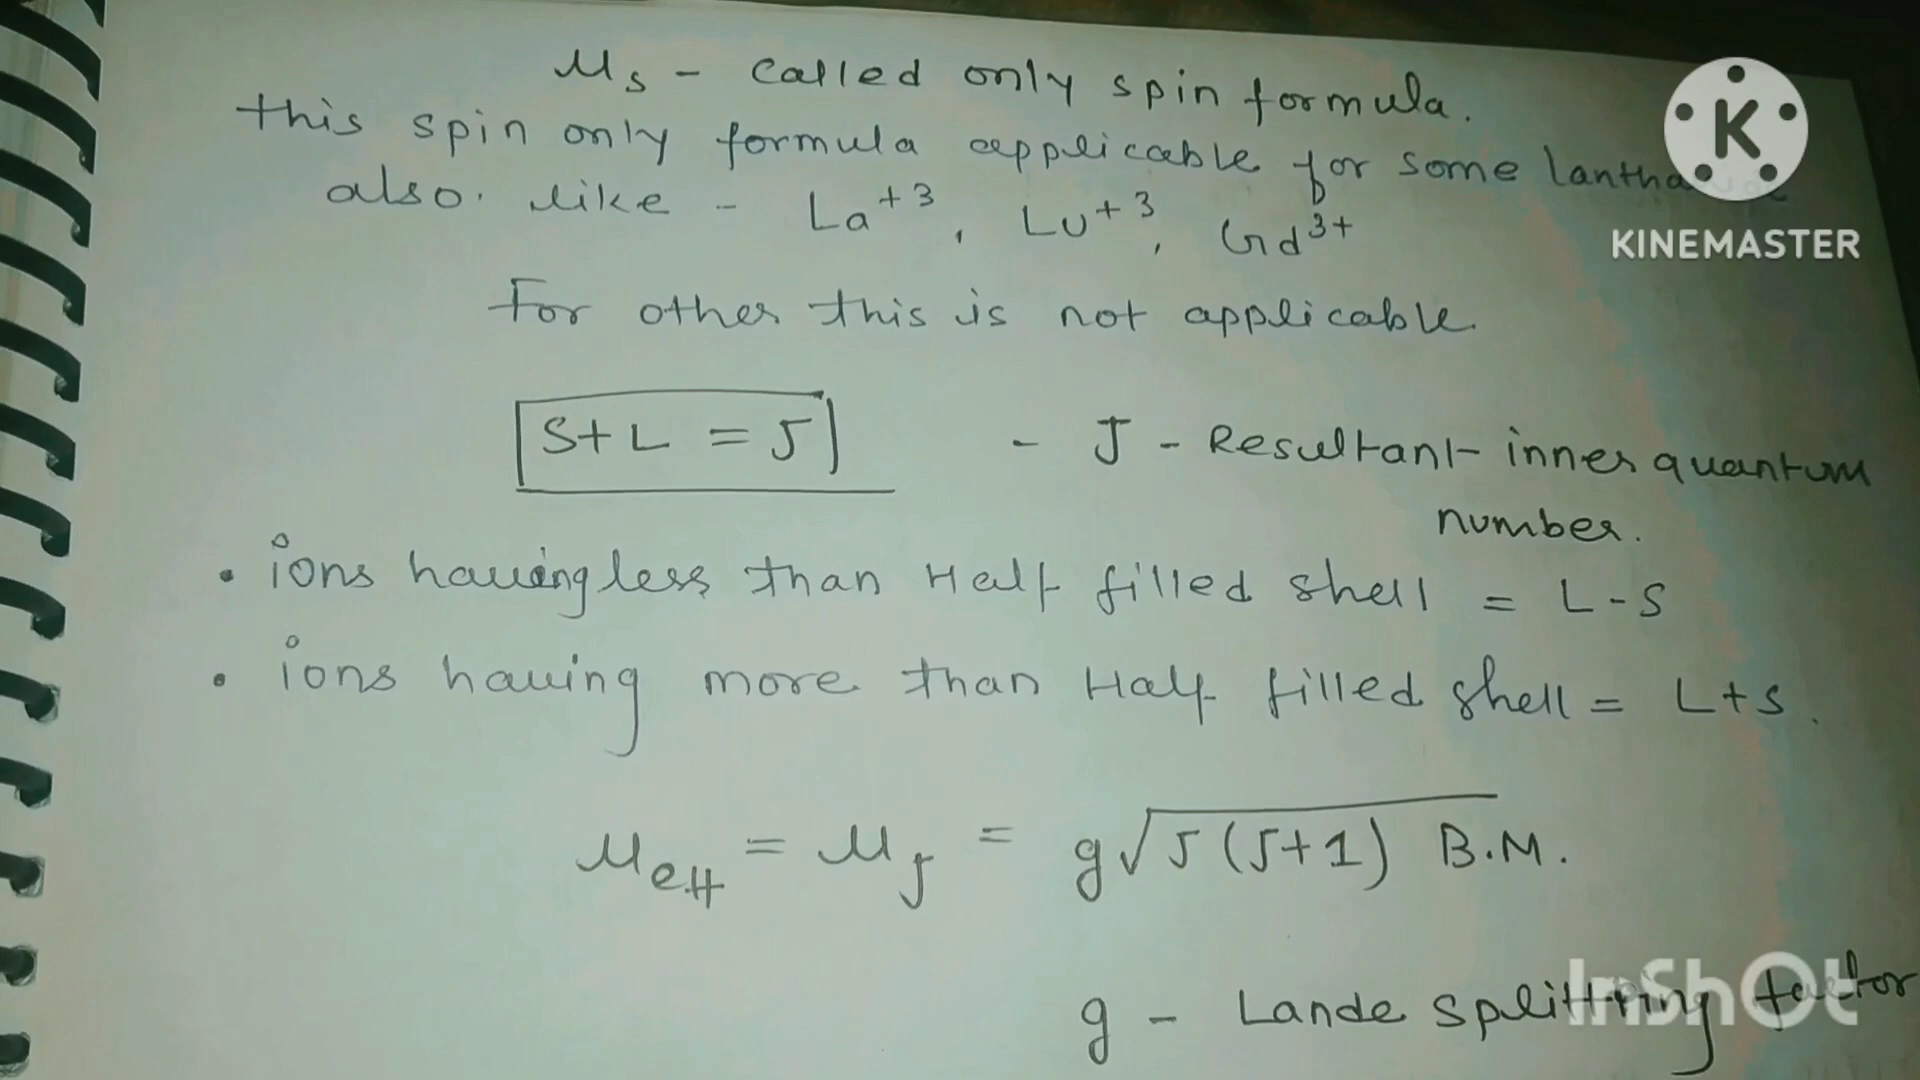 μs - called only spin formula.
this spin only formula applicable for some
also. like - La+3, Lu+3, Gd3+
For other this is not applicable.
S+L = J - J - Resultant inner quantum
number.
• ions having less than Half filled shell = L-S
• ions having more than Half filled shell = L+S.
μeff = μJ = g√J(J+1) B.M.
g - Lande splittring factor
K
KINEMASTER
InShOt